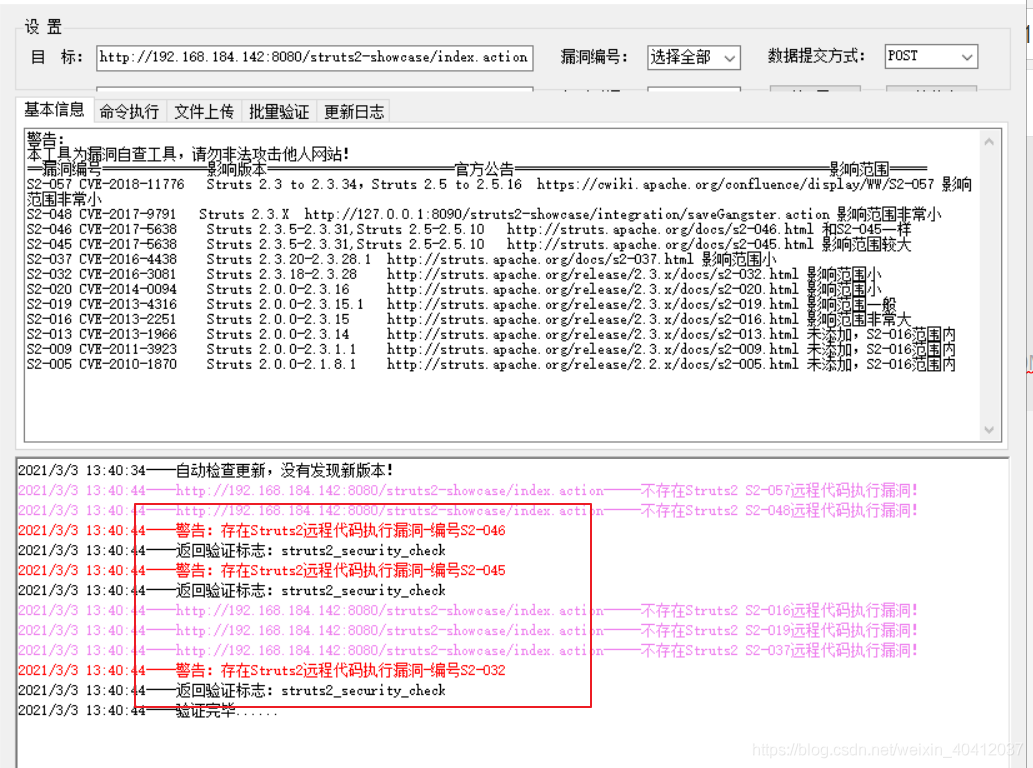 设 置
目 标: http://192.168.184.142:8080/struts2-showcase/index.action 漏洞编号: 选择全部 数据提交方式: POST
基本信息 命令执行 文件上传 批量验证 更新日志
警告:
本工具为漏洞自查工具，请勿非法攻击他人网站!
══漏洞编号══════════影响版本══════════════════官方公告══════════════════════════════影响范围════
S2-057 CVE-2018-11776 Struts 2.3 to 2.3.34，Struts 2.5 to 2.5.16 https://cwiki.apache.org/confluence/display/WW/S2-057 影响
范围非常小
S2-048 CVE-2017-9791 Struts 2.3.X http://127.0.0.1:8090/struts2-showcase/integration/saveGangster.action 影响范围非常小
S2-046 CVE-2017-5638 Struts 2.3.5-2.3.31,Struts 2.5-2.5.10 http://struts.apache.org/docs/s2-046.html 和S2-045一样
S2-045 CVE-2017-5638 Struts 2.3.5-2.3.31,Struts 2.5-2.5.10 http://struts.apache.org/docs/s2-045.html 影响范围较大
S2-037 CVE-2016-4438 Struts 2.3.20-2.3.28.1 http://struts.apache.org/docs/s2-037.html 影响范围小
S2-032 CVE-2016-3081 Struts 2.3.18-2.3.28 http://struts.apache.org/release/2.3.x/docs/s2-032.html 影响范围小
S2-020 CVE-2014-0094 Struts 2.0.0-2.3.16 http://struts.apache.org/release/2.3.x/docs/s2-020.html 影响范围小
S2-019 CVE-2013-4316 Struts 2.0.0-2.3.15.1 http://struts.apache.org/release/2.3.x/docs/s2-019.html 影响范围一般
S2-016 CVE-2013-2251 Struts 2.0.0-2.3.15 http://struts.apache.org/release/2.3.x/docs/s2-016.html 影响范围非常大
S2-013 CVE-2013-1966 Struts 2.0.0-2.3.14 http://struts.apache.org/release/2.3.x/docs/s2-013.html 未添加，S2-016范围内
S2-009 CVE-2011-3923 Struts 2.0.0-2.3.1.1 http://struts.apache.org/release/2.3.x/docs/s2-009.html 未添加，S2-016范围内
S2-005 CVE-2010-1870 Struts 2.0.0-2.1.8.1 http://struts.apache.org/release/2.2.x/docs/s2-005.html 未添加，S2-016范围内
2021/3/3 13:40:34——自动检查更新，没有发现新版本!
2021/3/3 13:40:44——http://192.168.184.142:8080/struts2-showcase/index.action——不存在Struts2 S2-057远程代码执行漏洞!
2021/3/3 13:40:44——http://192.168.184.142:8080/struts2-showcase/index.action——不存在Struts2 S2-048远程代码执行漏洞!
2021/3/3 13:40:44——警告: 存在Struts2远程代码执行漏洞-编号S2-046
2021/3/3 13:40:44——返回验证标志: struts2_security_check
2021/3/3 13:40:44——警告: 存在Struts2远程代码执行漏洞-编号S2-045
2021/3/3 13:40:44——返回验证标志: struts2_security_check
2021/3/3 13:40:44——http://192.168.184.142:8080/struts2-showcase/index.action——不存在Struts2 S2-016远程代码执行漏洞!
2021/3/3 13:40:44——http://192.168.184.142:8080/struts2-showcase/index.action——不存在Struts2 S2-019远程代码执行漏洞!
2021/3/3 13:40:44——http://192.168.184.142:8080/struts2-showcase/index.action——不存在Struts2 S2-037远程代码执行漏洞!
2021/3/3 13:40:44——警告: 存在Struts2远程代码执行漏洞-编号S2-032
2021/3/3 13:40:44——返回验证标志: struts2_security_check
2021/3/3 13:40:44——验证完毕......
https://blog.csdn.net/weixin_40412037